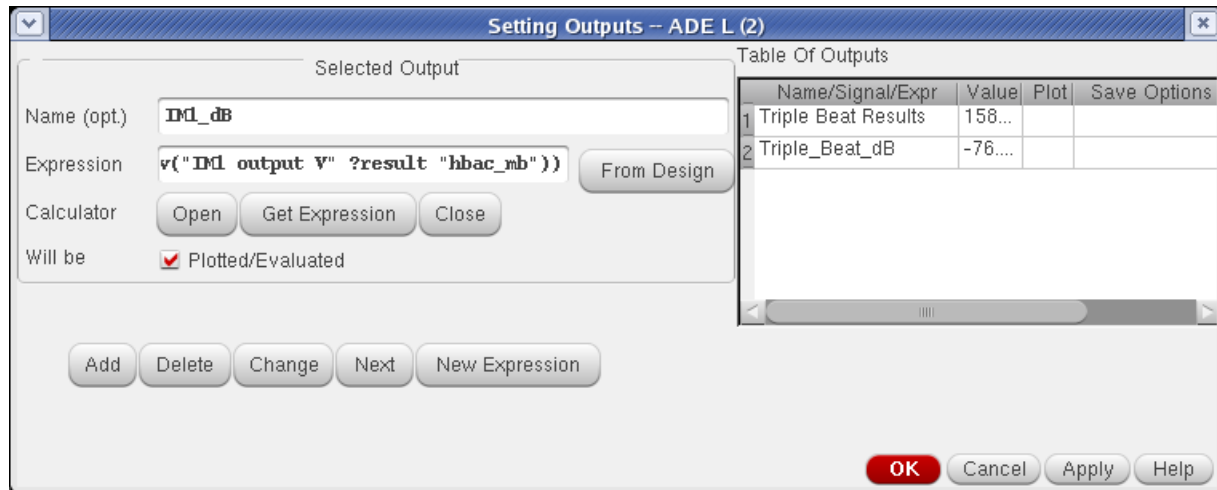 Setting Outputs -- ADE L (2)
Selected Output
Name (opt.) IM1_dB
Expression v("IM1 output V" ?result "hbac_mb")) From Design
Calculator Open Get Expression Close
Will be Plotted/Evaluated
Add Delete Change Next New Expression
Table Of Outputs
Name/Signal/Expr Value Plot Save Options
1 Triple Beat Results 158...
2 Triple_Beat_dB -76....
OK Cancel Apply Help